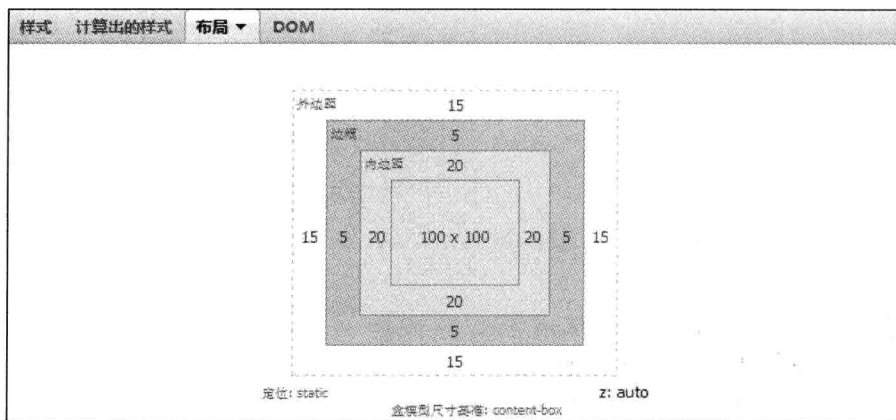 样式 计算出的样式 布局 ▼ DOM
外边距 15
边框 5
内边距 20
15 5 20 100 x 100 20 5 15
20
5
15
定位: static z: auto
盒模型尺寸基准: content-box